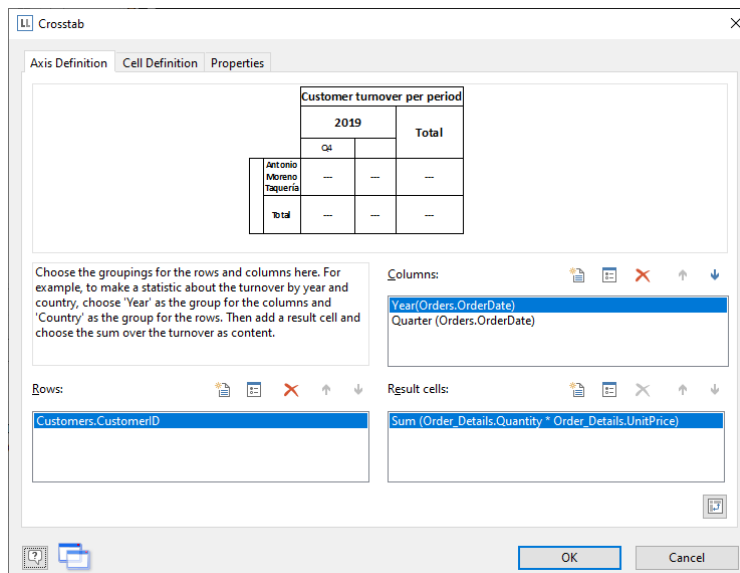 LL Crosstab
Axis Definition Cell Definition Properties
Customer turnover per period
2019
Total
Q4
Antonio
Moreno
Taquería
--- --- ---
Total
--- --- ---
Choose the groupings for the rows and columns here. For
example, to make a statistic about the turnover by year and
country, choose 'Year' as the group for the columns and
'Country' as the group for the rows. Then add a result cell and
choose the sum over the turnover as content.
Columns:
Year(Orders.OrderDate)
Quarter (Orders.OrderDate)
Rows:
Customers.CustomerID
Result cells:
Sum (Order_Details.Quantity * Order_Details.UnitPrice)
OK
Cancel